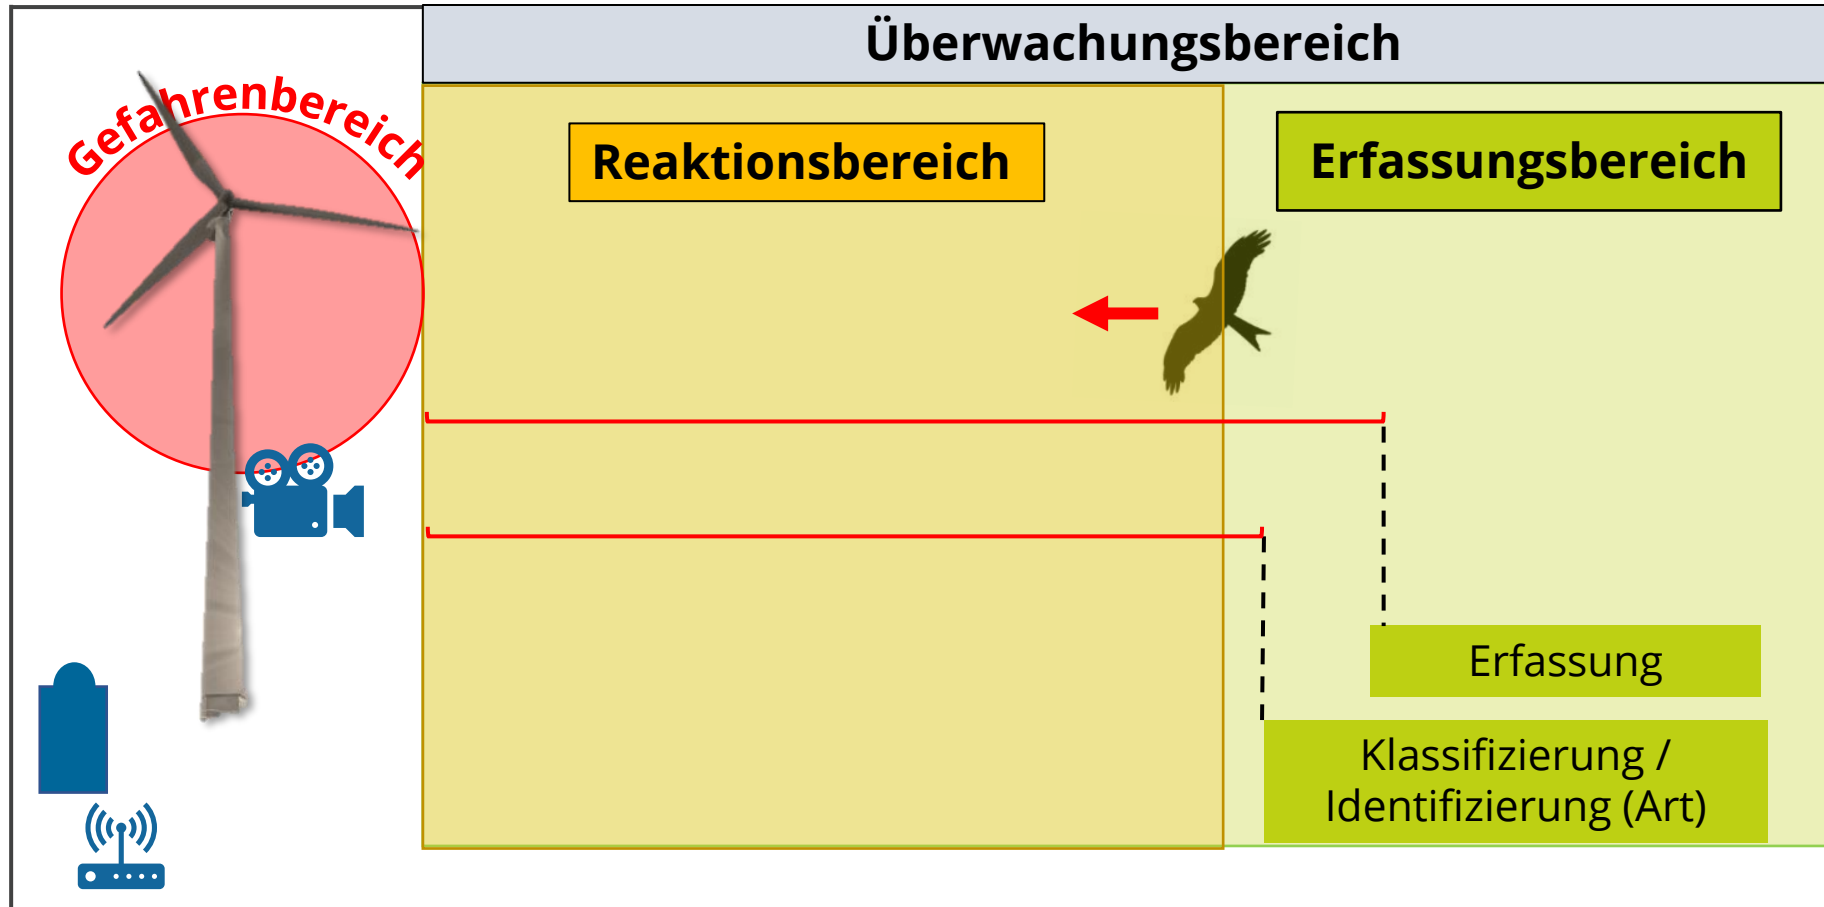 Überwachungsbereich
Gefahrenbereich
Reaktionsbereich
Erfassungsbereich
Erfassung
Klassifizierung /
Identifizierung (Art)